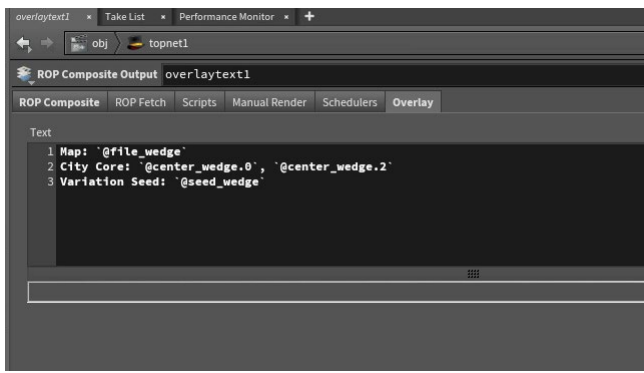 overlaytext1 × Take List × Performance Monitor × +
obj topnet1
ROP Composite Output overlaytext1
ROP Composite ROP Fetch Scripts Manual Render Schedulers Overlay
Text
1 Map: `@file_wedge`
2 City Core: `@center_wedge.0`, `@center_wedge.2`
3 Variation Seed: `@seed_wedge`